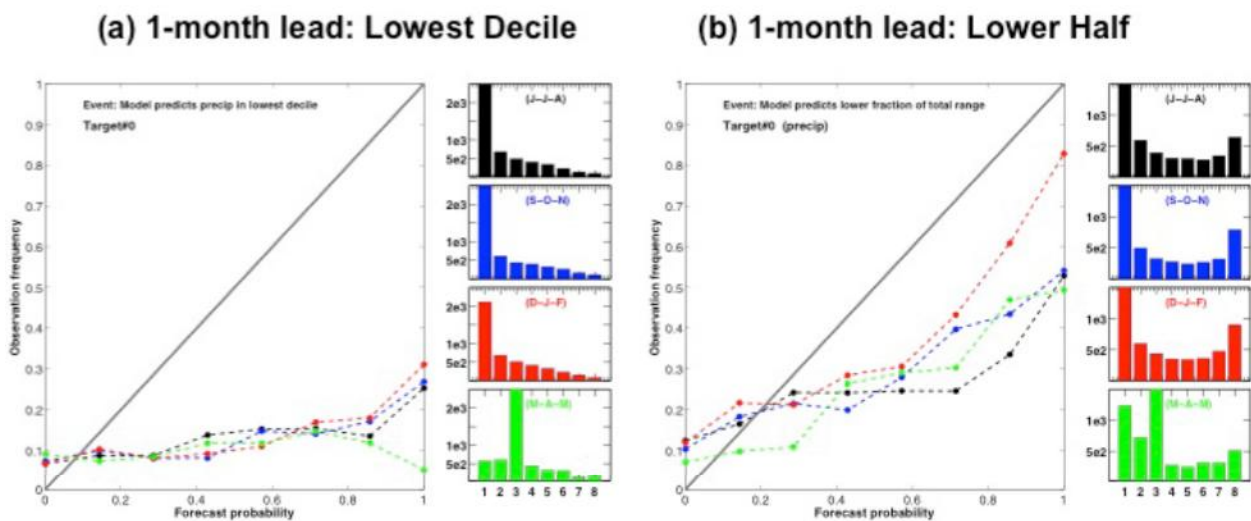 (a) 1-month lead: Lowest Decile
Event: Model predicts precip in lowest decile
Target#0
Observation frequency
1
0.9
0.8
0.7
0.6
0.5
0.4
0.3
0.2
0.1
0
0 0.2 0.4 0.6 0.8 1
Forecast probability
(J-J-A)
2e3
1e3
5e2
(S-O-N)
2e3
1e3
5e2
(D-J-F)
2e3
1e3
5e2
(M-A-M)
2e3
1e3
5e2
1 2 3 4 5 6 7 8
(b) 1-month lead: Lower Half
Event: Model predicts lower fraction of total range
Target#0 (precip)
Observation frequency
1
0.9
0.8
0.7
0.6
0.5
0.4
0.3
0.2
0.1
0
0 0.2 0.4 0.6 0.8 1
Forecast probability
(J-J-A)
1e3
5e2
(S-O-N)
1e3
5e2
(D-J-F)
1e3
5e2
(M-A-M)
1e3
5e2
1 2 3 4 5 6 7 8